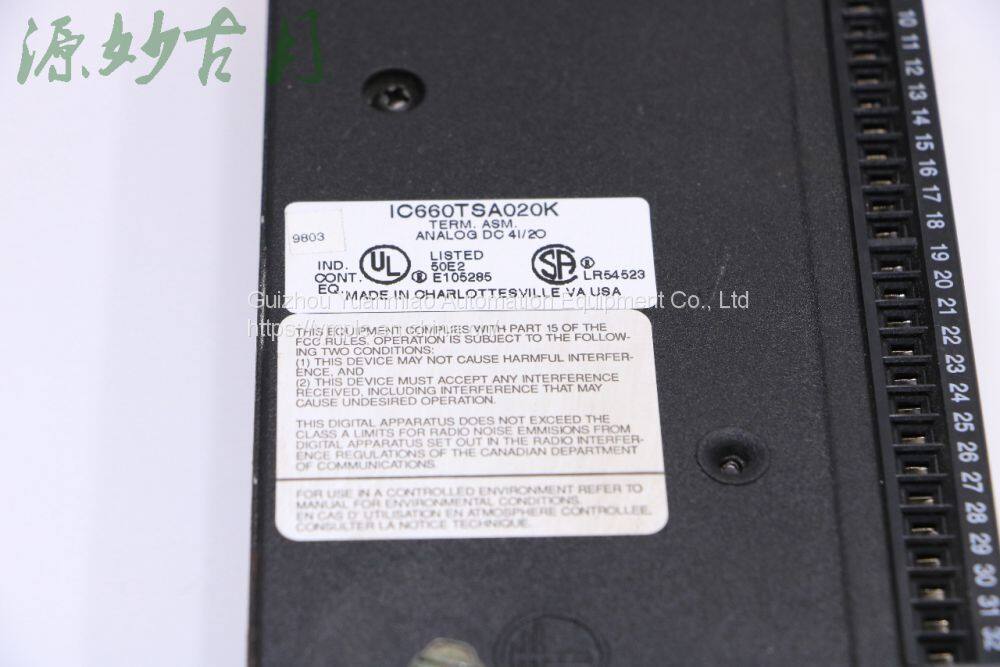 源妙古月
IC660TSA020K
TERM. ASM.
ANALOG DC 4I/2O
9803
IND.
CONT.
EQ.
UL
LISTED
50E2
E105285
SA
LR54523
MADE IN CHARLOTTESVILLE VA USA
Guizhou Yuanmiao Automation Equipment Co., Ltd
THIS EQUIPMENT COMPLIES WITH PART 15 OF THE
FCC RULES. OPERATION IS SUBJECT TO THE FOLLOW-
ING TWO CONDITIONS:
(1) THIS DEVICE MAY NOT CAUSE HARMFUL INTERFER-
ENCE, AND
(2) THIS DEVICE MUST ACCEPT ANY INTERFERENCE
RECEIVED, INCLUDING INTERFERENCE THAT MAY
CAUSE UNDESIRED OPERATION.
THIS DIGITAL APPARATUS DOES NOT EXCEED THE
CLASS A LIMITS FOR RADIO NOISE EMMISIONS FROM
DIGITAL APPARATUS SET OUT IN THE RADIO INTERFER-
ENCE REGULATIONS OF THE CANADIAN DEPARTMENT
OF COMMUNICATIONS.
FOR USE IN A CONTROLLED ENVIRONMENT REFER TO
MANUAL FOR ENVIRONMENTAL CONDITIONS.
EN CAS D' UTILISATION EN ATMOSPHERE CONTROLLEE,
CONSULTER LA NOTICE TECHNIQUE.
10
11
12
13
14
15
16
17
18
19
20
21
22
23
24
25
26
27
28
29
30
31
32